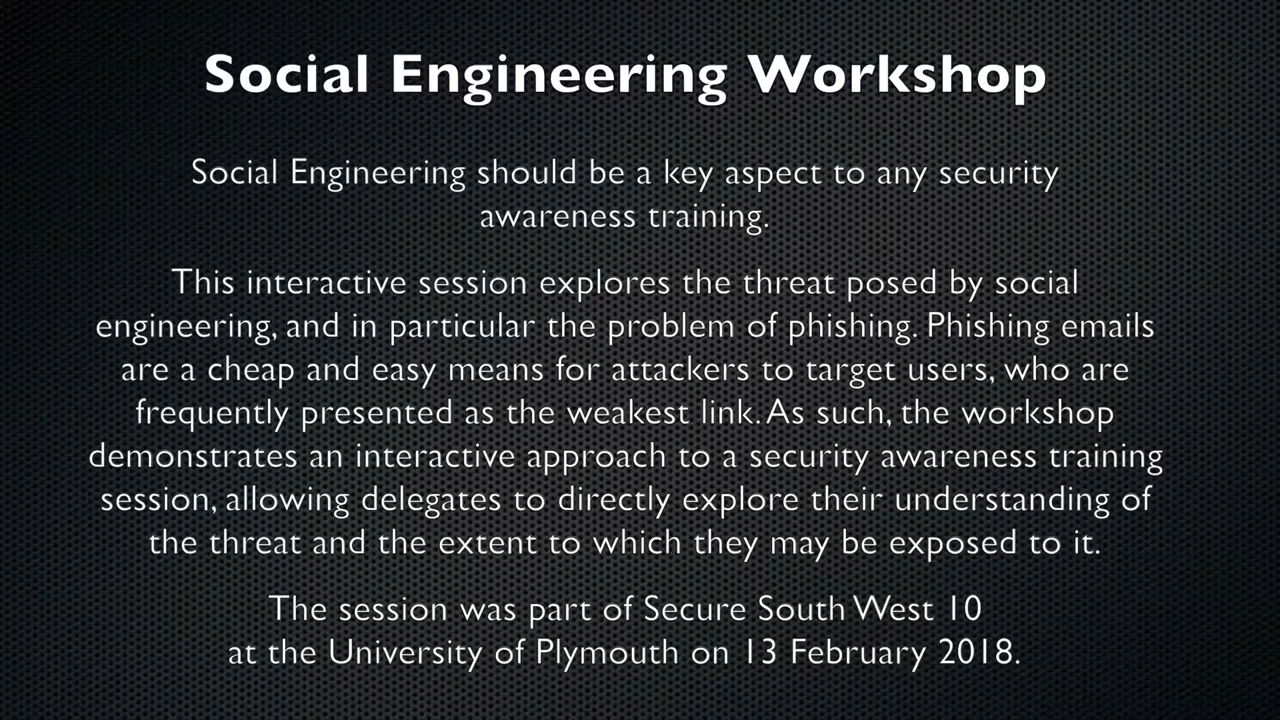 Social Engineering Workshop
Social Engineering should be a key aspect to any security
awareness training.
This interactive session explores the threat posed by social
engineering, and in particular the problem of phishing. Phishing emails
are a cheap and easy means for attackers to target users, who are
frequently presented as the weakest link. As such, the workshop
demonstrates an interactive approach to a security awareness training
session, allowing delegates to directly explore their understanding of
the threat and the extent to which they may be exposed to it.
The session was part of Secure South West 10
at the University of Plymouth on 13 February 2018.